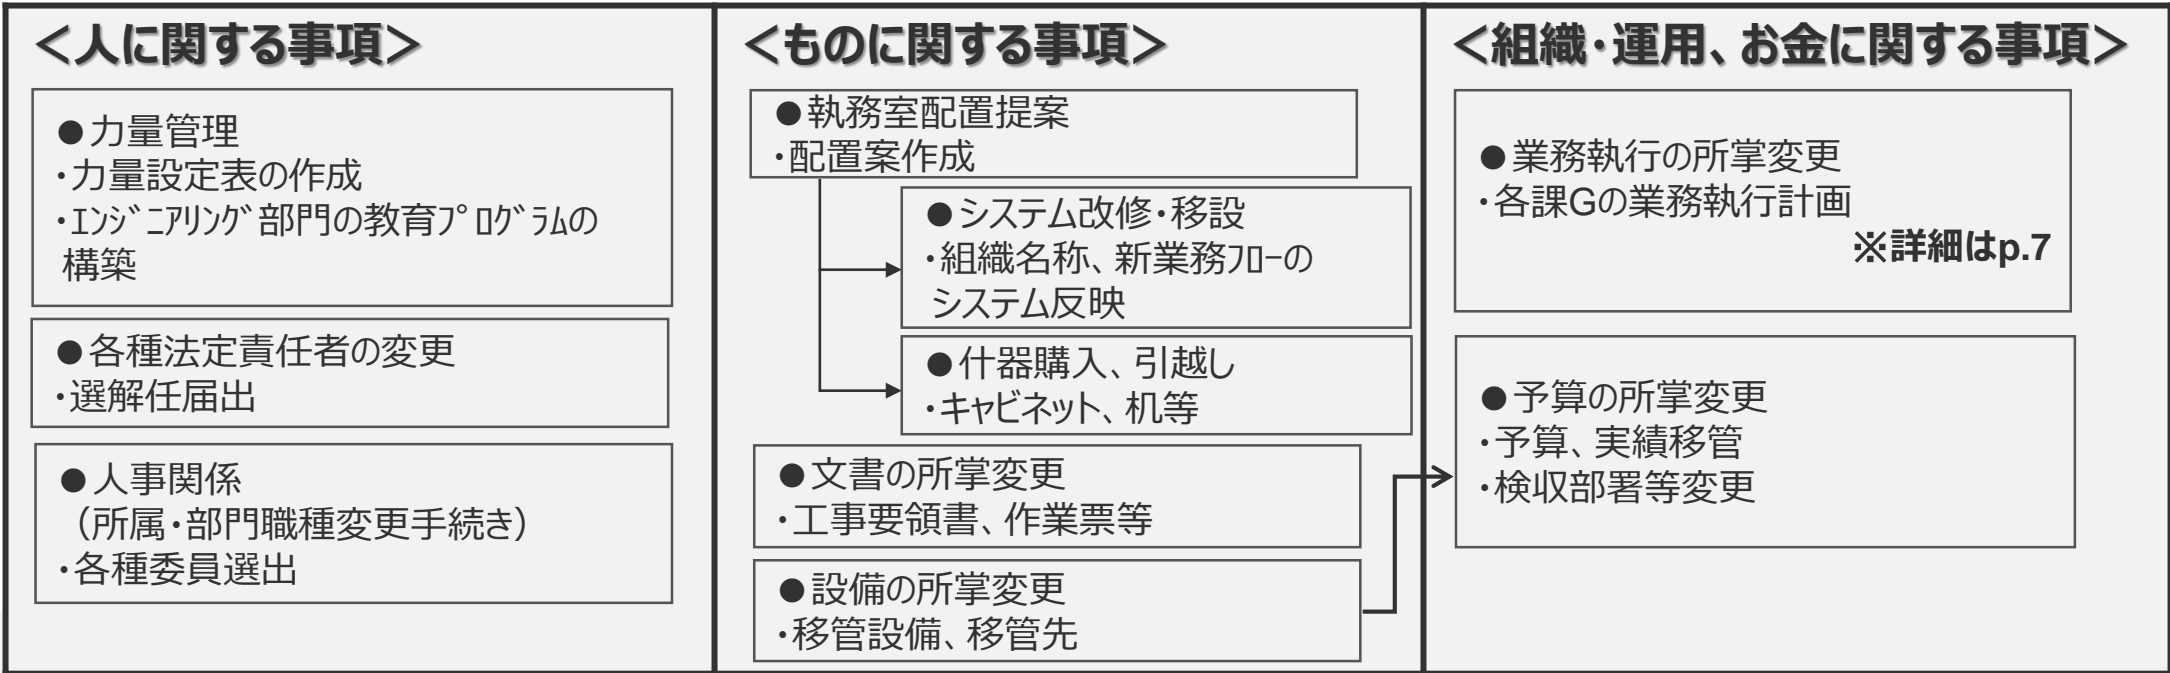 ＜人に関する事項＞
●力量管理
・力量設定表の作成
・ｴﾝｼﾞﾆｱﾘﾝｸﾞ部門の教育ﾌﾟﾛｸﾞﾗﾑの
構築
●各種法定責任者の変更
・選解任届出
●人事関係
（所属・部門職種変更手続き）
・各種委員選出
＜ものに関する事項＞
●執務室配置提案
・配置案作成
●システム改修・移設
・組織名称、新業務ﾌﾛｰの
システム反映
●什器購入、引越し
・キャビネット、机等
●文書の所掌変更
・工事要領書、作業票等
●設備の所掌変更
・移管設備、移管先
＜組織・運用、お金に関する事項＞
●業務執行の所掌変更
・各課Gの業務執行計画
※詳細はp.7
●予算の所掌変更
・予算、実績移管
・検収部署等変更